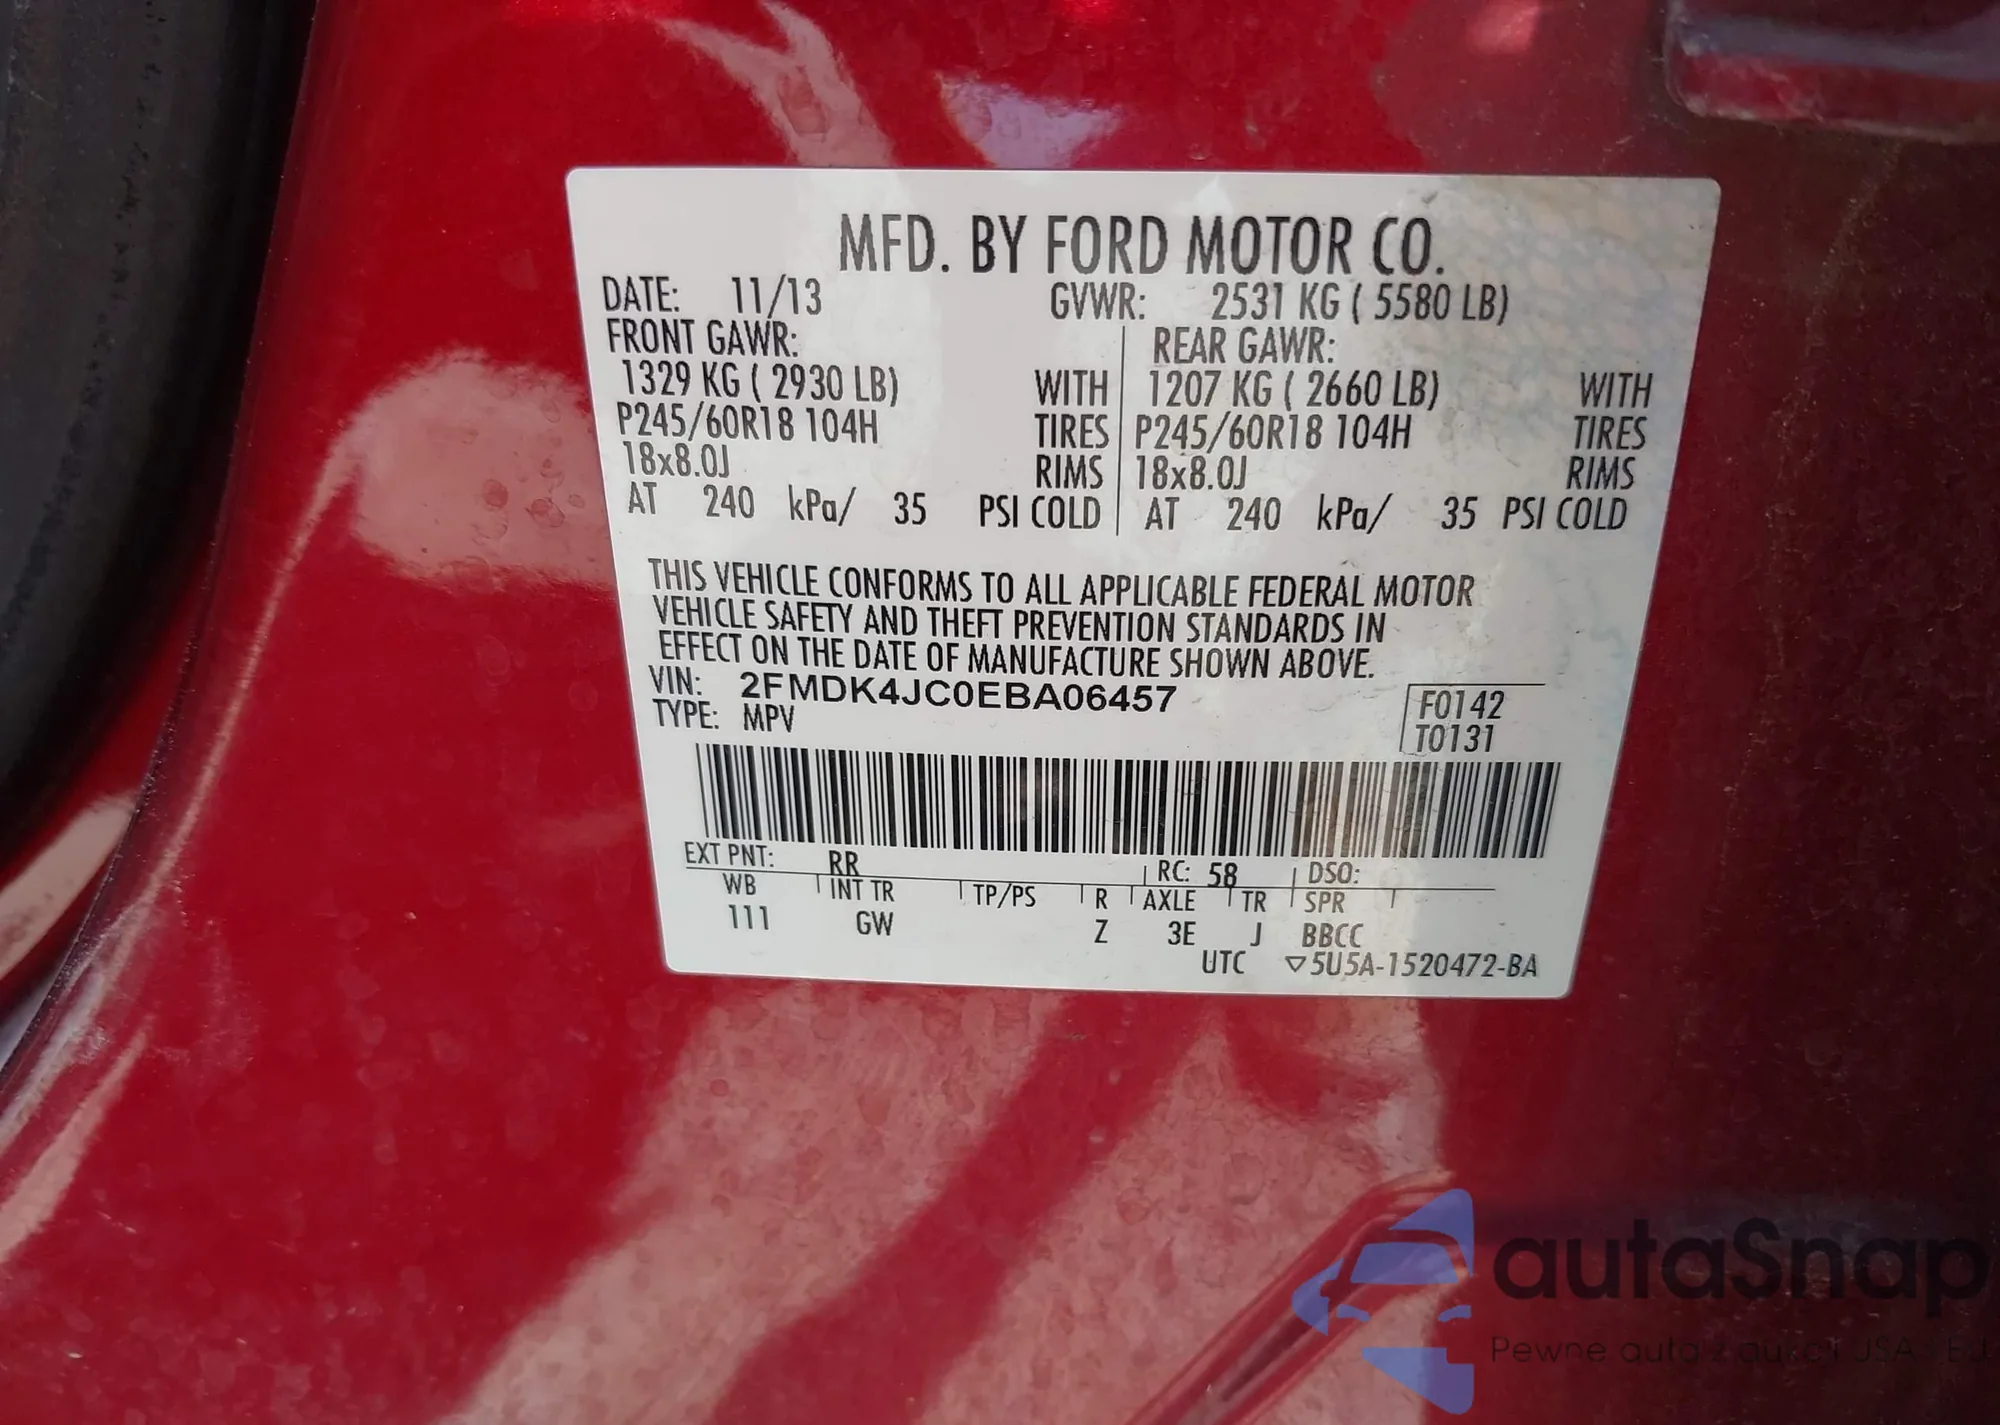 MFD. BY FORD MOTOR CO.
DATE: 11/13 GVWR: 2531 KG ( 5580 LB)
FRONT GAWR: REAR GAWR:
1329 KG ( 2930 LB) WITH 1207 KG ( 2660 LB) WITH
P245/60R18 104H TIRES P245/60R18 104H TIRES
18x8.0J RIMS 18x8.0J RIMS
AT 240 kPa/ 35 PSI COLD AT 240 kPa/ 35 PSI COLD
THIS VEHICLE CONFORMS TO ALL APPLICABLE FEDERAL MOTOR
VEHICLE SAFETY AND THEFT PREVENTION STANDARDS IN
EFFECT ON THE DATE OF MANUFACTURE SHOWN ABOVE.
VIN: 2FMDK4JC0EBA06457
TYPE: MPV
F0142
T0131
EXT PNT: RR RC: 58 DSO:
WB INT TR TP/PS R AXLE TR SPR
111 GW Z 3E J BBCC
UTC ▽5U5A-1520472-BA
autaSnap
Pewne auta z aukcji USA i EU